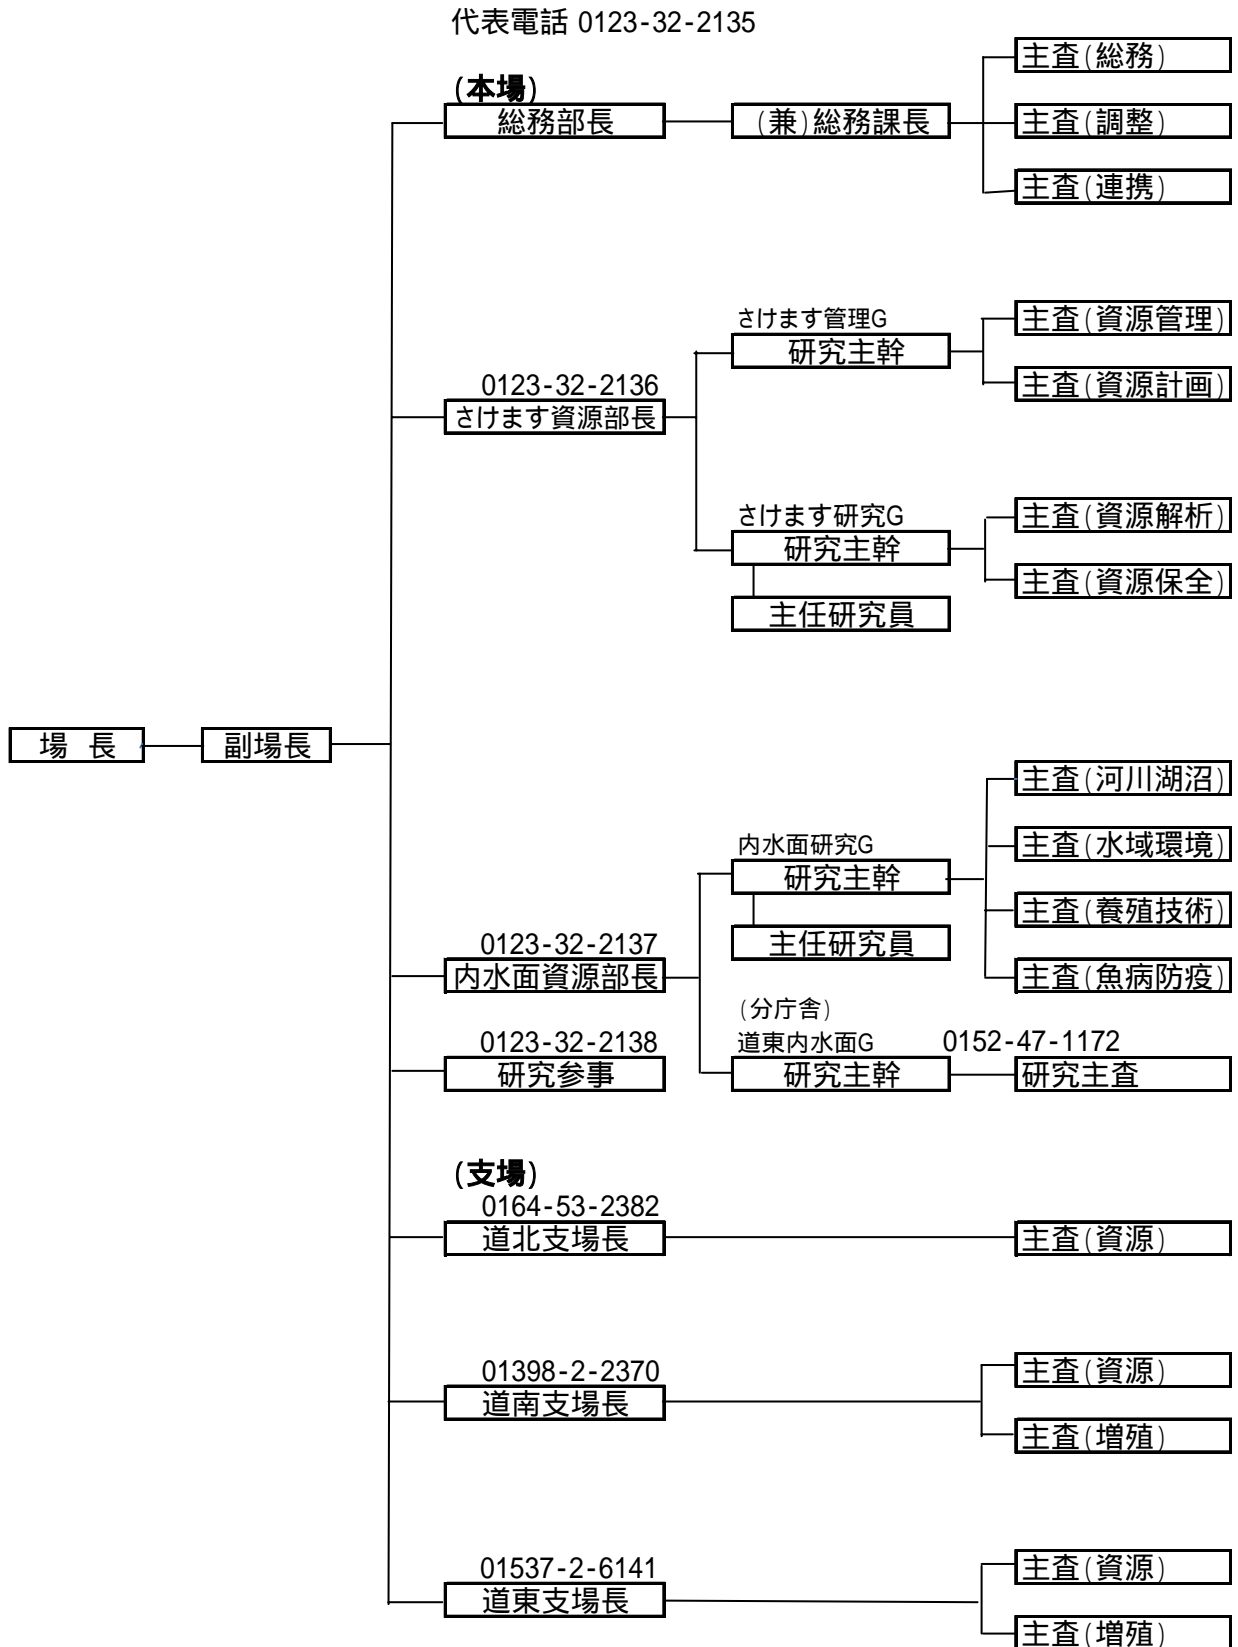 代表電話 0123-32-2135
(本場)
総務部長
(兼)総務課長
主査(総務)
主査(調整)
主査(連携)
0123-32-2136
さけます資源部長
さけます管理G
研究主幹
主査(資源管理)
主査(資源計画)
さけます研究G
研究主幹
主任研究員
主査(資源解析)
主査(資源保全)
場 長
副場長
0123-32-2137
内水面資源部長
内水面研究G
研究主幹
主任研究員
主査(河川湖沼)
主査(水域環境)
主査(養殖技術)
主査(魚病防疫)
(分庁舎)
道東内水面G
0152-47-1172
研究主幹
研究主査
0123-32-2138
研究参事
(支場)
0164-53-2382
道北支場長
主査(資源)
01398-2-2370
道南支場長
主査(資源)
主査(増殖)
01537-2-6141
道東支場長
主査(資源)
主査(増殖)